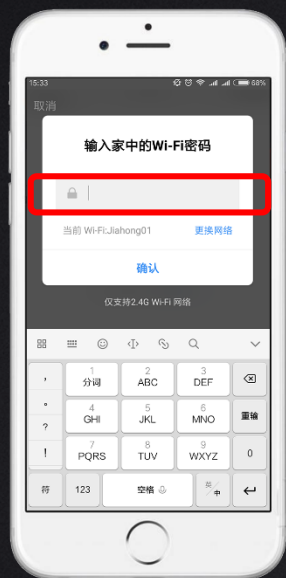 15:33 68%
取消
输入家中的Wi-Fi密码
当前 Wi-Fi:Jiahong01 更换网络
确认
仅支持2.4G Wi-Fi 网络
， 1 分词 2 ABC 3 DEF
。 4 GHI 5 JKL 6 MNO 重输
？
！ 7 PQRS 8 TUV 9 WXYZ 0
符 123 空格 英/中